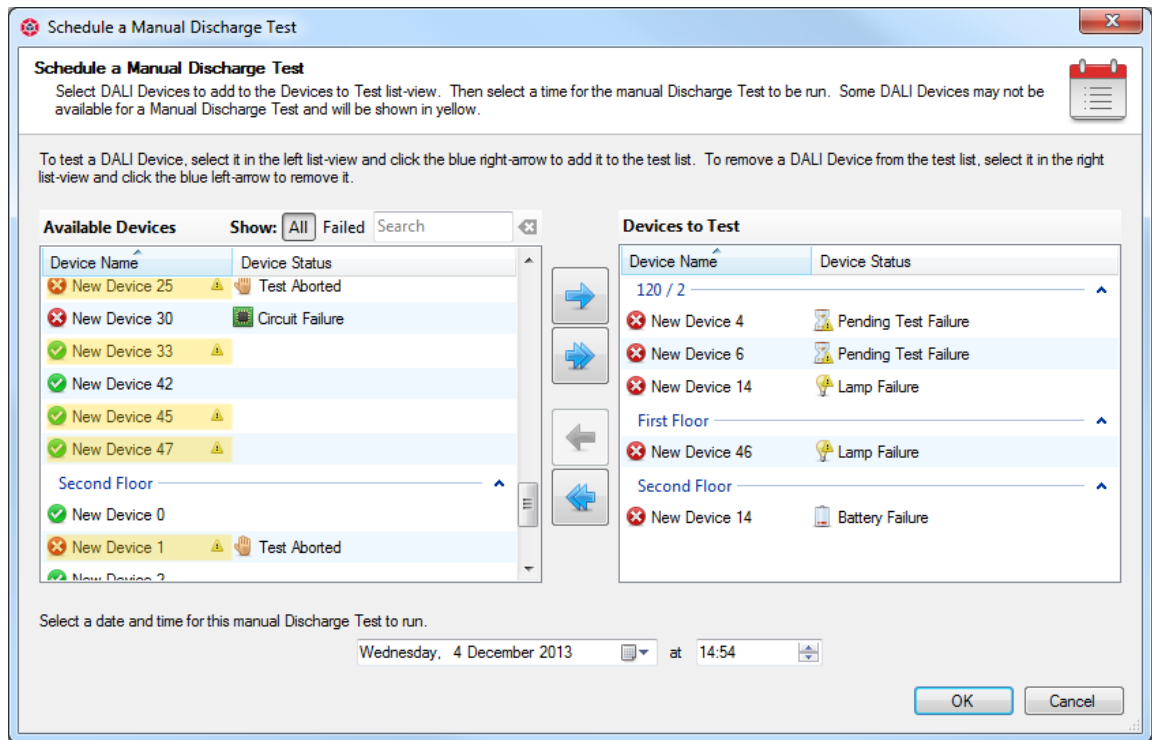 Schedule a Manual Discharge Test
Schedule a Manual Discharge Test
Select DALI Devices to add to the Devices to Test list-view. Then select a time for the manual Discharge Test to be run. Some DALI Devices may not be
available for a Manual Discharge Test and will be shown in yellow.
To test a DALI Device, select it in the left list-view and click the blue right-arrow to add it to the test list. To remove a DALI Device from the test list, select it in the right
list-view and click the blue left-arrow to remove it.
Available Devices Show: All Failed Search
Device Name Device Status
New Device 25 Test Aborted
New Device 30 Circuit Failure
New Device 33
New Device 42
New Device 45
New Device 47
Second Floor
New Device 0
New Device 1 Test Aborted
New Device 2
Devices to Test
Device Name Device Status
120 / 2
New Device 4 Pending Test Failure
New Device 6 Pending Test Failure
New Device 14 Lamp Failure
First Floor
New Device 46 Lamp Failure
Second Floor
New Device 14 Battery Failure
Select a date and time for this manual Discharge Test to run.
Wednesday, 4 December 2013 at 14:54
OK Cancel